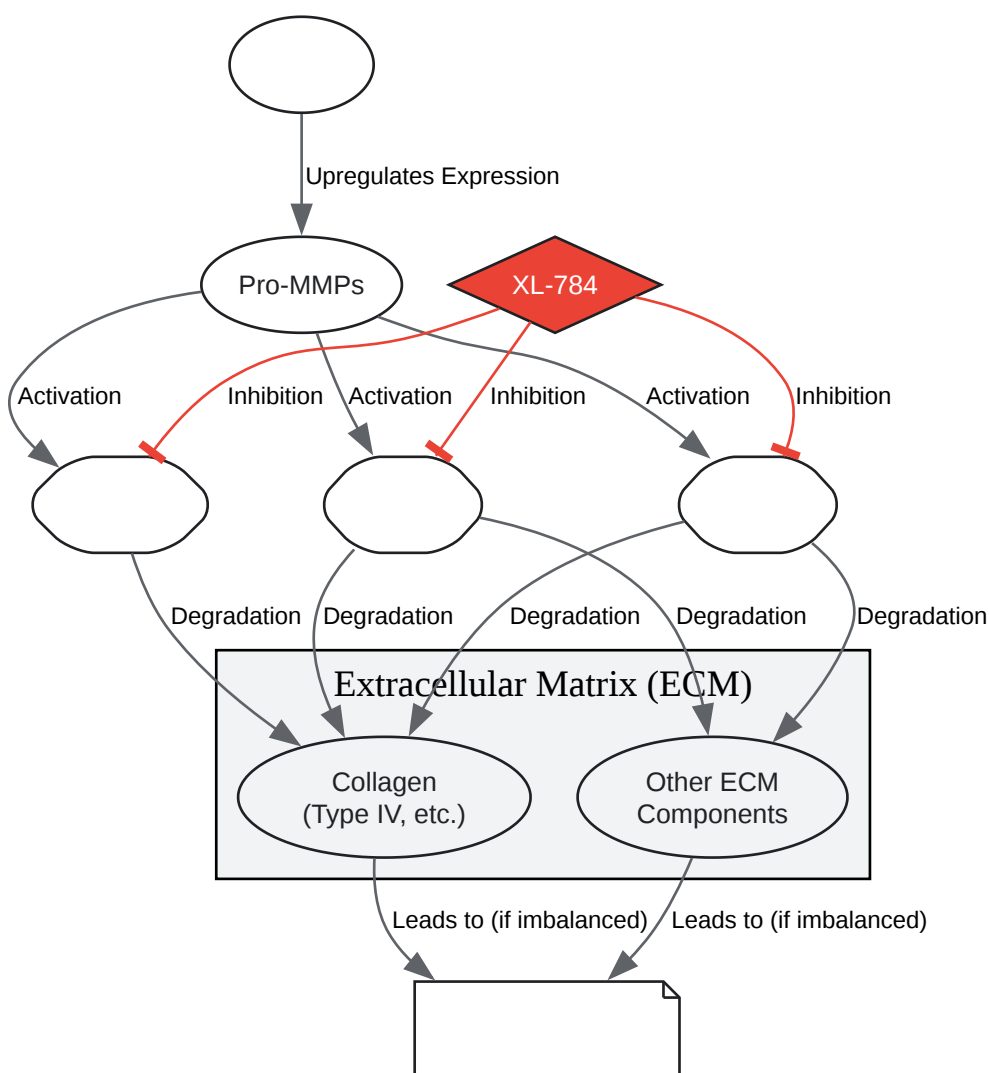 Upregulates Expression
Pro-MMPs
XL-784
Activation
Inhibition
Activation
Inhibition
Activation
Inhibition
Degradation
Degradation
Degradation
Degradation
Degradation
Extracellular Matrix (ECM)
Collagen
(Type IV, etc.)
Other ECM
Components
Leads to (if imbalanced)
Leads to (if imbalanced)